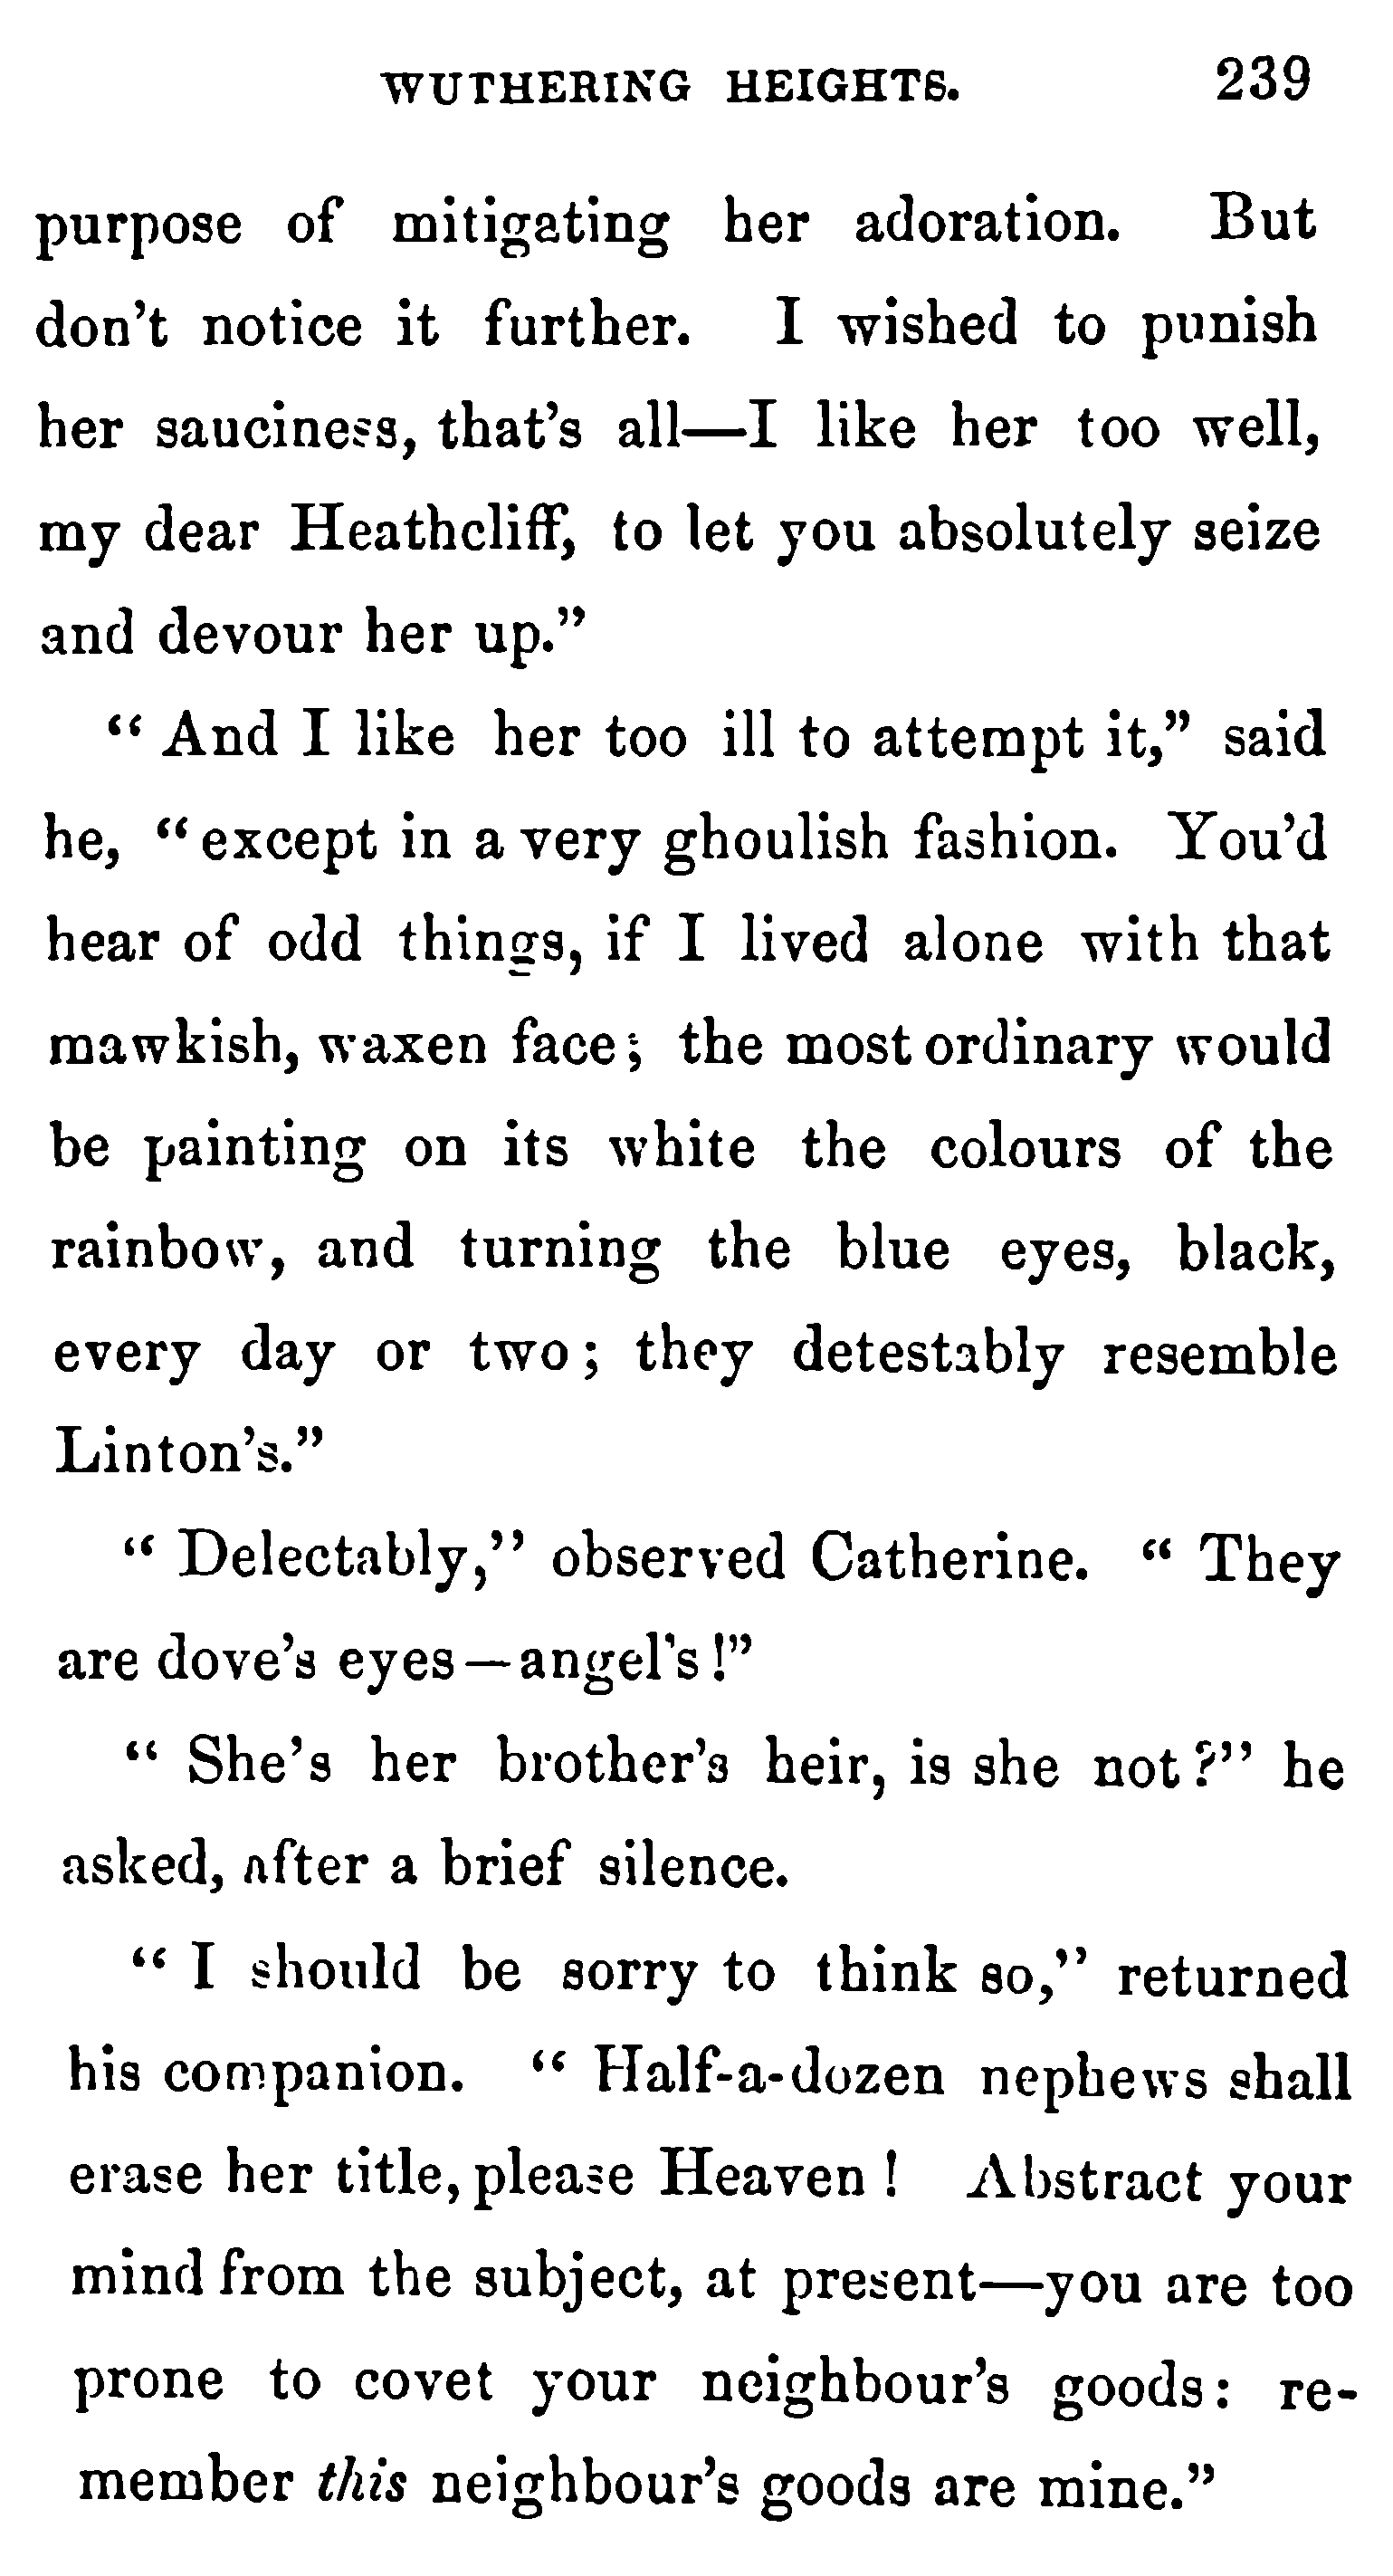 WUTHERING HEIGHTS. 239
purpose of mitigating her adoration. But
don't notice it further. I wished to punish
her sauciness, that's all—I like her too well,
my dear Heathcliff, to let you absolutely seize
and devour her up."
" And I like her too ill to attempt it," said
he, "except in a very ghoulish fashion. You'd
hear of odd things, if I lived alone with that
mawkish, waxen face; the most ordinary would
be painting on its white the colours of the
rainbow, and turning the blue eyes, black,
every day or two; they detestably resemble
Linton's."
" Delectably," observed Catherine. " They
are dove's eyes—angel's!"
" She's her brother's heir, is she not?" he
asked, after a brief silence.
" I should be sorry to think so," returned
his companion. " Half-a-dozen nephews shall
erase her title, please Heaven! Abstract your
mind from the subject, at present—you are too
prone to covet your neighbour's goods: re-
member this neighbour's goods are mine."